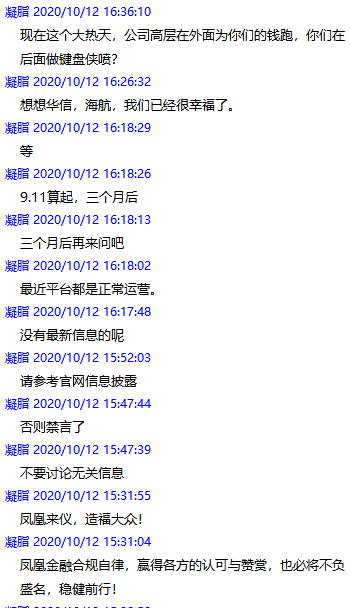 凝脂 2020/10/12 16:36:10
现在这个大热天，公司高层在外面为你们的钱跑，你们在
后面做键盘侠喷？
凝脂 2020/10/12 16:26:32
想想华信，海航，我们已经很幸福了。
凝脂 2020/10/12 16:18:29
等
凝脂 2020/10/12 16:18:26
9.11算起，三个月后
凝脂 2020/10/12 16:18:13
三个月后再来问吧
凝脂 2020/10/12 16:18:02
最近平台都是正常运营。
凝脂 2020/10/12 16:17:48
没有最新信息的呢
凝脂 2020/10/12 15:52:03
请参考官网信息披露
凝脂 2020/10/12 15:47:44
否则禁言了
凝脂 2020/10/12 15:47:39
不要讨论无关信息
凝脂 2020/10/12 15:31:55
凤凰来仪，造福大众！
凝脂 2020/10/12 15:31:04
凤凰金融合规自律，赢得各方的认可与赞赏，也必将不负
盛名，稳健前行！